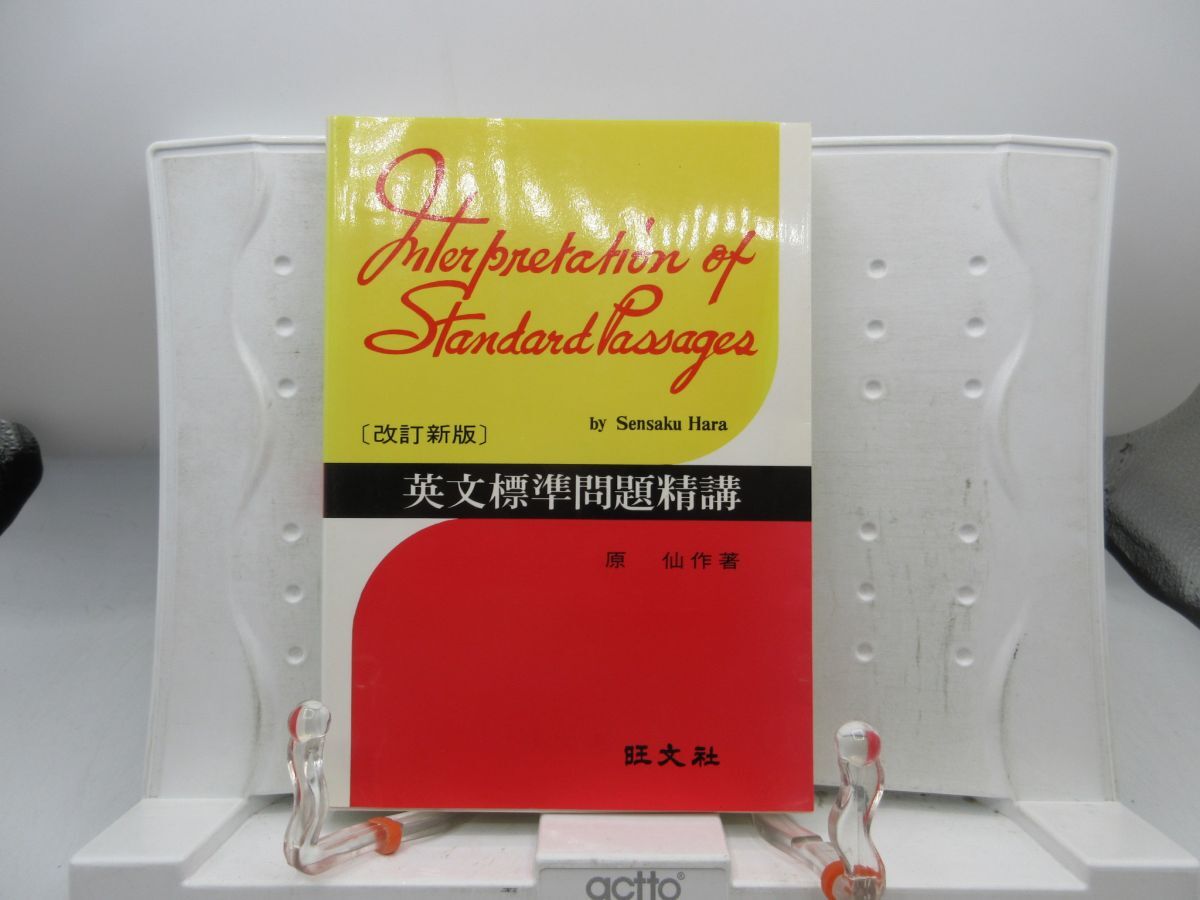 Interpretation of
Standard Passages
by Sensaku Hara
〔改訂新版〕
英文標準問題精講
原 仙作著
旺文社
actto®